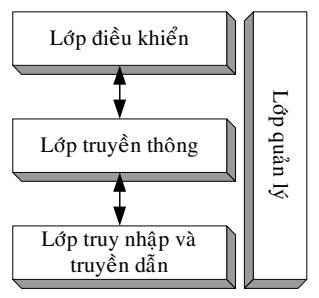 Lớp điều khiển
Lớp truyền thông
Lớp truy nhập và
truyền dẫn
Lớp quản lý